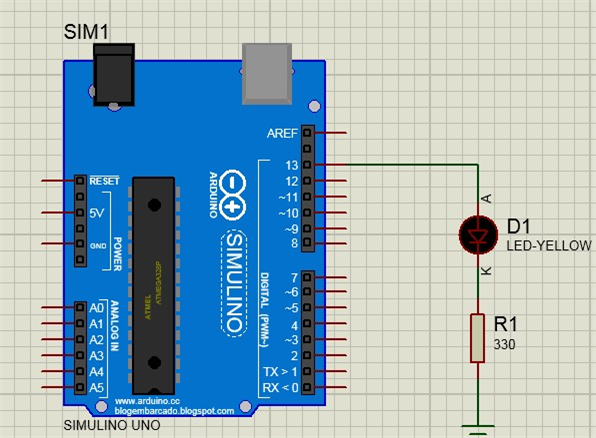 SIM1
AREF
13
12
~11
~10
~9
8
7
~6
~5
4
~3
2
TX > 1
RX < 0
RESET
5V
GND
POWER
A0
A1
A2
A3
A4
A5
ANALOG IN
ATMEL
ATMEGA328P
ARDUINO
SIMULINO
DIGITAL (PWM~)
www.arduino.cc
blogembarcado.blogspot.com
SIMULINO UNO
A
D1
LED-YELLOW
K
R1
330